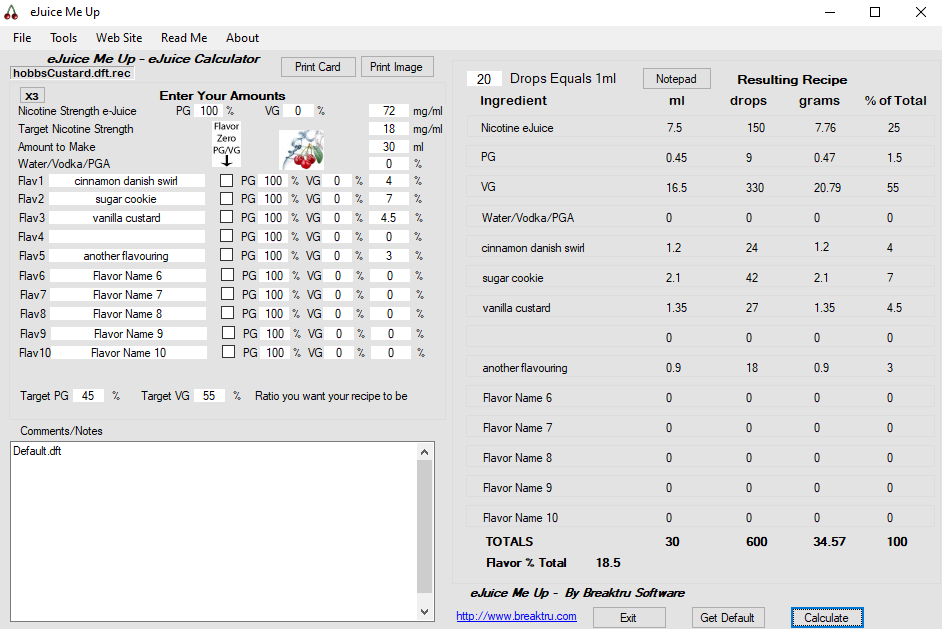 eJuice Me Up
File Tools Web Site Read Me About
eJuice Me Up - eJuice Calculator
hobbsCustard.dft.rec
Print Card Print Image
X3 Enter Your Amounts
Nicotine Strength e-Juice PG 100 % VG 0 % 72 mg/ml
Target Nicotine Strength 18 mg/ml
Flavor
Zero
PG/VG
Amount to Make 30 ml
Water/Vodka/PGA 0 %
Flav1 cinnamon danish swirl PG 100 % VG 0 % 4 %
Flav2 sugar cookie PG 100 % VG 0 % 7 %
Flav3 vanilla custard PG 100 % VG 0 % 4.5 %
Flav4 PG 100 % VG 0 % 0 %
Flav5 another flavouring PG 100 % VG 0 % 3 %
Flav6 Flavor Name 6 PG 100 % VG 0 % 0 %
Flav7 Flavor Name 7 PG 100 % VG 0 % 0 %
Flav8 Flavor Name 8 PG 100 % VG 0 % 0 %
Flav9 Flavor Name 9 PG 100 % VG 0 % 0 %
Flav10 Flavor Name 10 PG 100 % VG 0 % 0 %
Target PG 45 % Target VG 55 % Ratio you want your recipe to be
Comments/Notes
Default.dft
20 Drops Equals 1ml Notepad Resulting Recipe
Ingredient ml drops grams % of Total
Nicotine eJuice 7.5 150 7.76 25
PG 0.45 9 0.47 1.5
VG 16.5 330 20.79 55
Water/Vodka/PGA 0 0 0 0
cinnamon danish swirl 1.2 24 1.2 4
sugar cookie 2.1 42 2.1 7
vanilla custard 1.35 27 1.35 4.5
0 0 0 0
another flavouring 0.9 18 0.9 3
Flavor Name 6 0 0 0 0
Flavor Name 7 0 0 0 0
Flavor Name 8 0 0 0 0
Flavor Name 9 0 0 0 0
Flavor Name 10 0 0 0 0
TOTALS 30 600 34.57 100
Flavor % Total 18.5
eJuice Me Up - By Breaktru Software
http://www.breaktru.com Exit Get Default Calculate